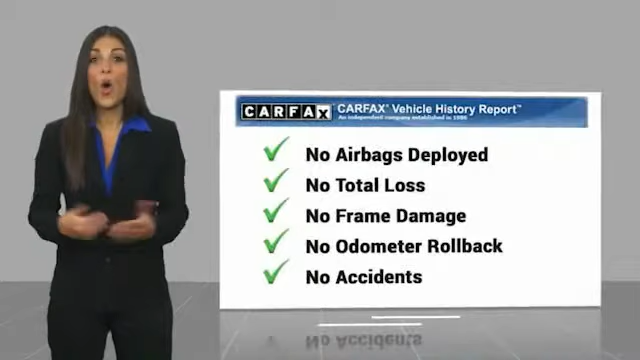 CARFAX CARFAX® Vehicle History Report™
An independent company established in 1986
No Airbags Deployed
No Total Loss
No Frame Damage
No Odometer Rollback
No Accidents